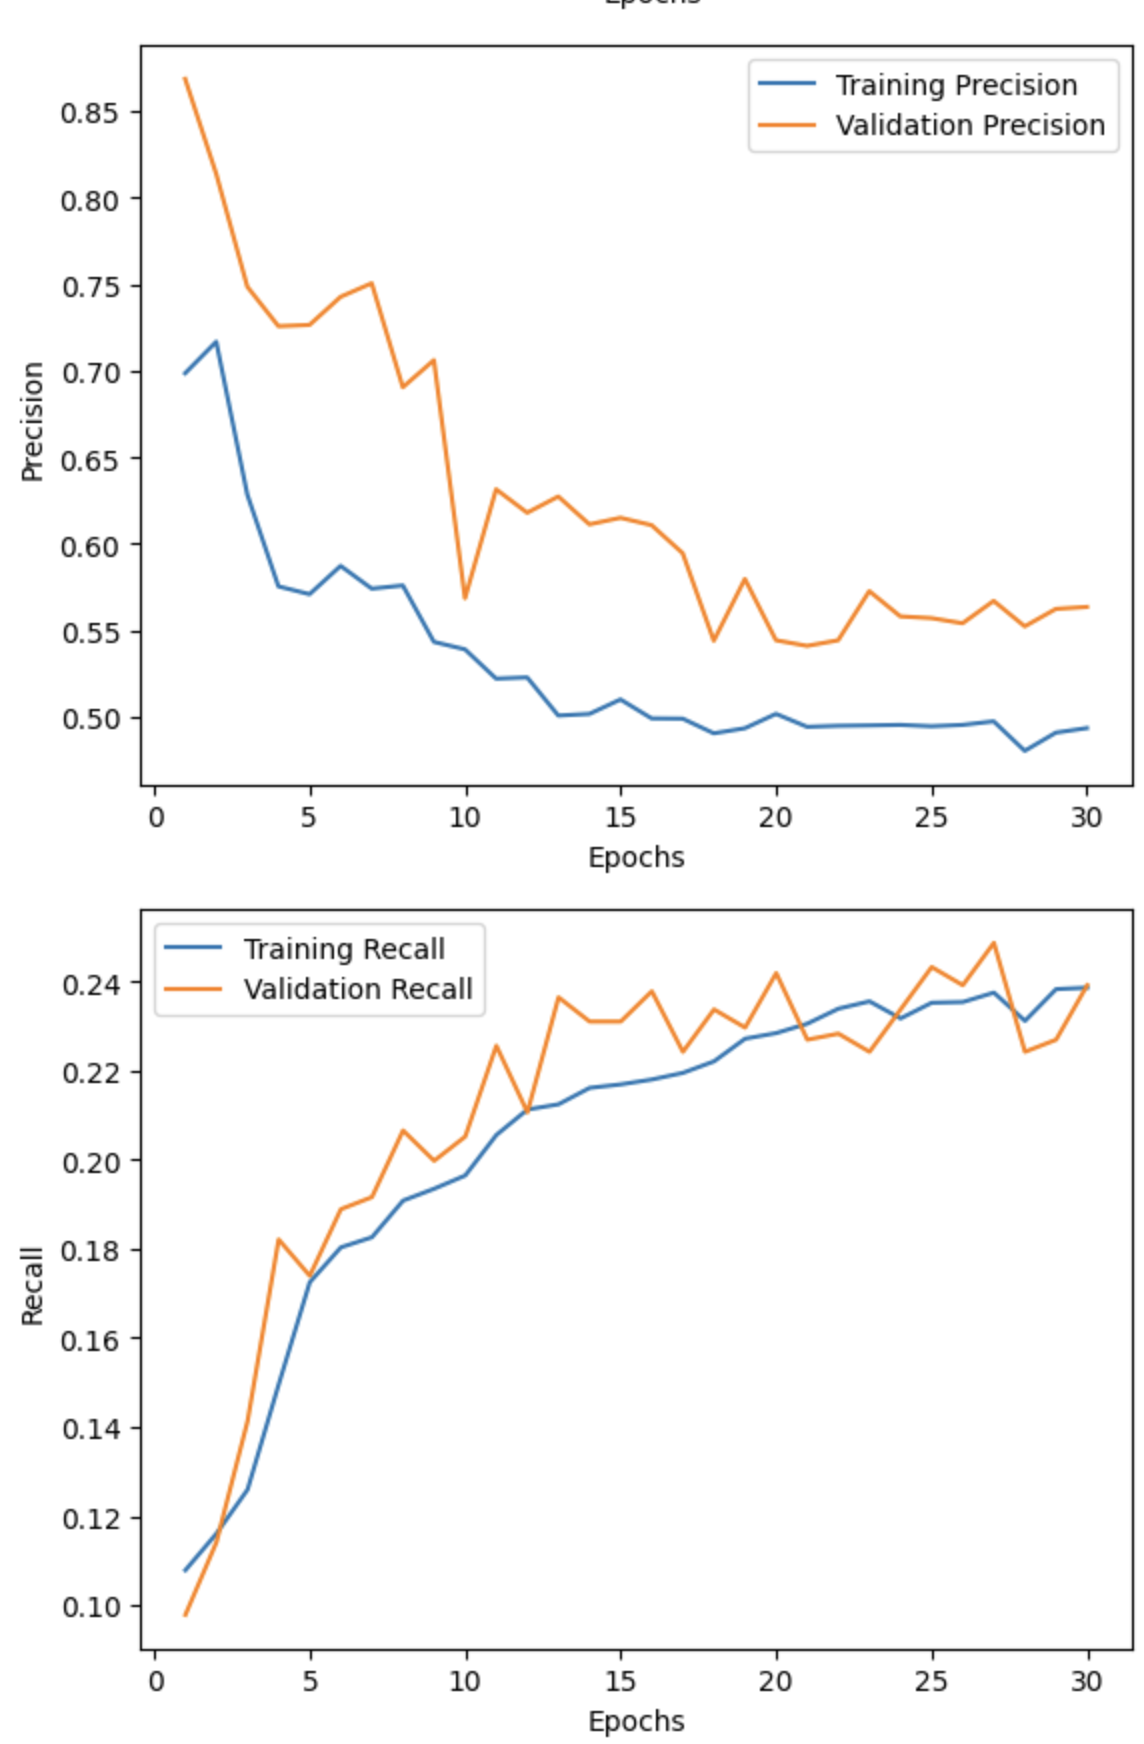 Epochs
Training Precision
Validation Precision
0.85
0.80
0.75
0.70
0.65
0.60
0.55
0.50
Precision
0 5 10 15 20 25 30
Epochs
Training Recall
Validation Recall
0.24
0.22
0.20
0.18
0.16
0.14
0.12
0.10
Recall
0 5 10 15 20 25 30
Epochs